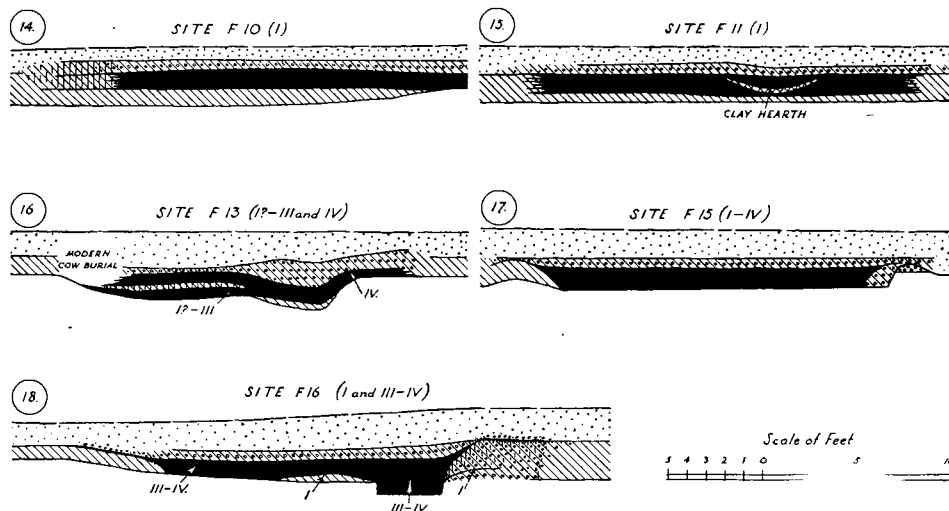 14.
SITE F 10 (I)
15.
SITE F 11 (I)
CLAY HEARTH
16
SITE F 13 (I?-III and IV)
MODERN
COW BURIAL
I?-III
IV.
17.
SITE F 15 (I-IV)
18.
SITE F 16 (I and III-IV)
III-IV.
I
III-IV
I
Scale of Feet
5 4 3 2 1 0 5